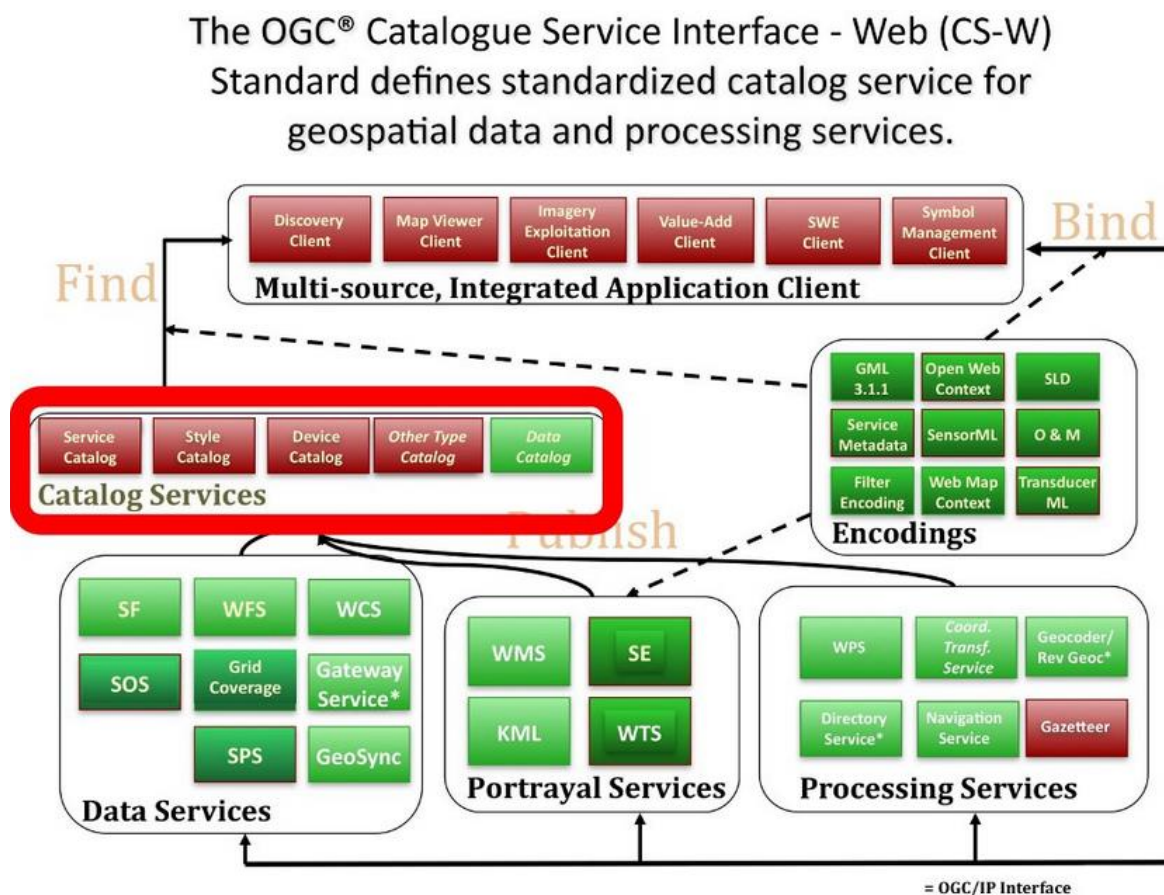 The OGC® Catalogue Service Interface - Web (CS-W)
Standard defines standardized catalog service for
geospatial data and processing services.
Discovery
Client
Map Viewer
Client
Imagery
Exploitation
Client
Value-Add
Client
SWE
Client
Symbol
Management
Client
Multi-source, Integrated Application Client
Bind
Find
GML
3.1.1
Open Web
Context
SLD
Service
Metadata
SensorML
O & M
Filter
Encoding
Web Map
Context
Transducer
ML
Encodings
Service
Catalog
Style
Catalog
Device
Catalog
Other Type
Catalog
Data
Catalog
Catalog Services
Publish
SF
WFS
WCS
SOS
Grid
Coverage
Gateway
Service*
SPS
GeoSync
Data Services
WMS
SE
KML
WTS
Portrayal Services
WPS
Coord.
Transf.
Service
Geocoder/
Rev Geoc*
Directory
Service*
Navigation
Service
Gazetteer
Processing Services
= OGC/IP Interface